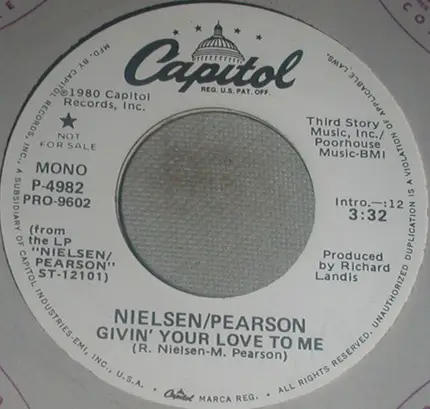 Capitol
REG. U.S. PAT. OFF.
℗1980 Capitol
Records, Inc.
★
NOT
FOR SALE
MONO
P-4982
PRO-9602
(from
the LP
"NIELSEN/
PEARSON"
ST-12101)
Third Story
Music, Inc./
Poorhouse
Music-BMI
Intro.—:12
3:32
Produced
by Richard
Landis
NIELSEN/PEARSON
GIVIN' YOUR LOVE TO ME
(R. Nielsen-M. Pearson)
MFD. BY CAPITOL RECORDS, INC., A SUBSIDIARY OF CAPITOL INDUSTRIES-EMI, INC., U.S.A. • Capitol MARCA REG. • ALL RIGHTS RESERVED. UNAUTHORIZED DUPLICATION IS A VIOLATION OF APPLICABLE LAWS.